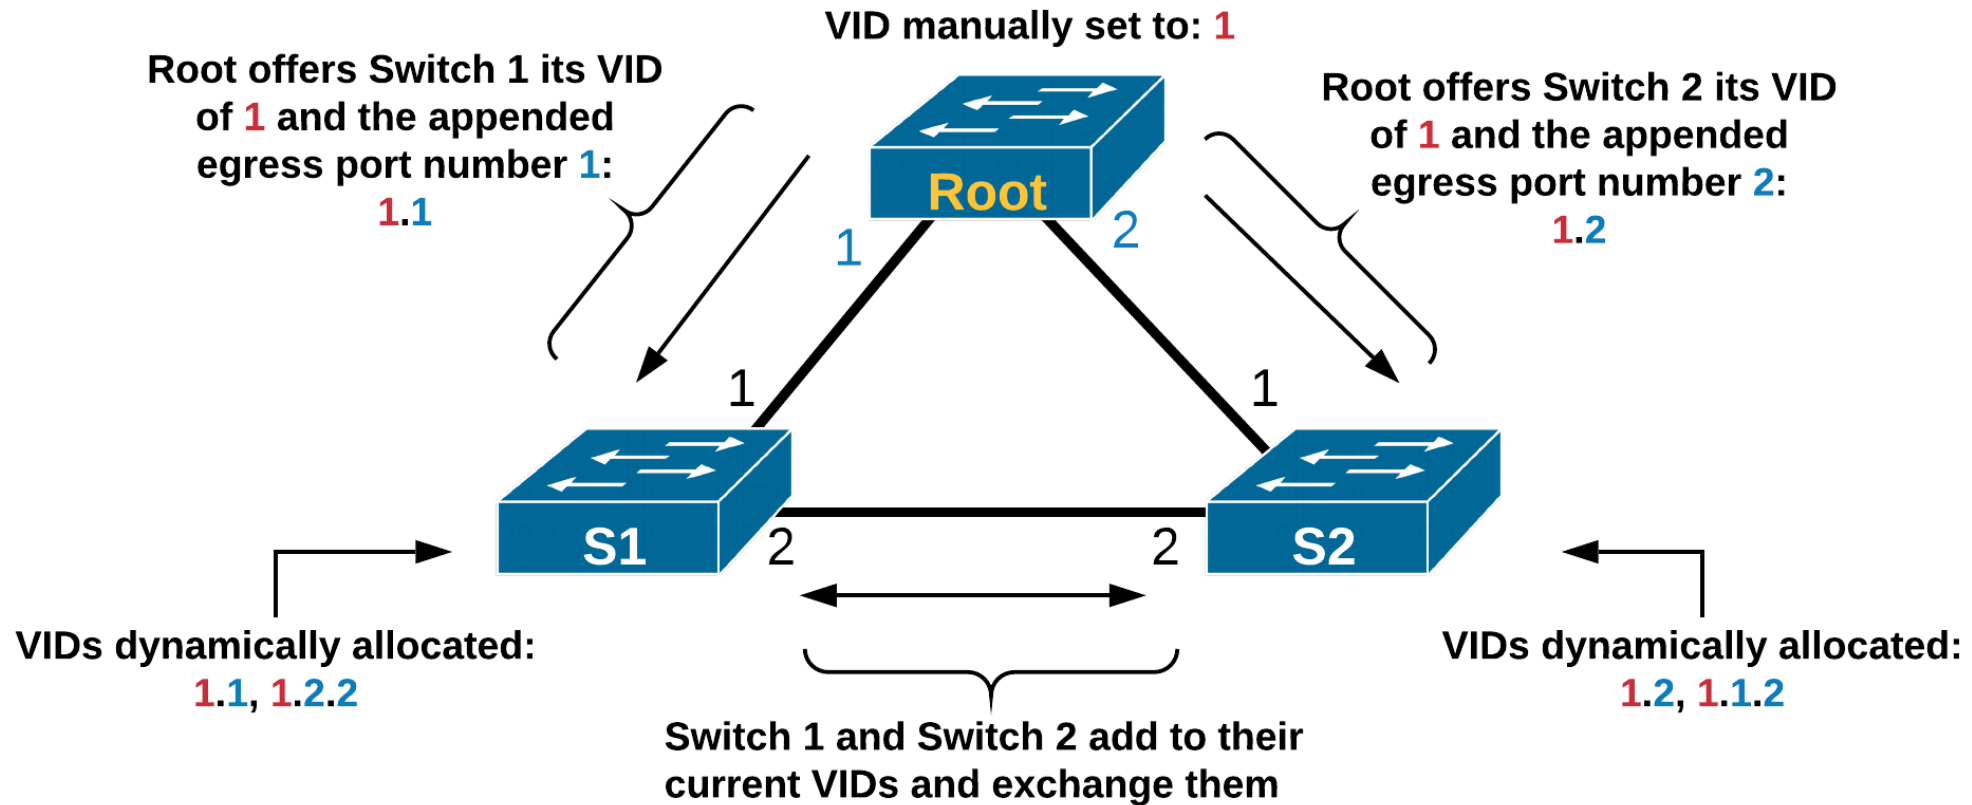 VID manually set to: 1
Root offers Switch 1 its VID
of 1 and the appended
egress port number 1:
1.1
Root offers Switch 2 its VID
of 1 and the appended
egress port number 2:
1.2
Root
1
2
1
1
S1
2
2
S2
VIDs dynamically allocated:
1.1, 1.2.2
VIDs dynamically allocated:
1.2, 1.1.2
Switch 1 and Switch 2 add to their
current VIDs and exchange them